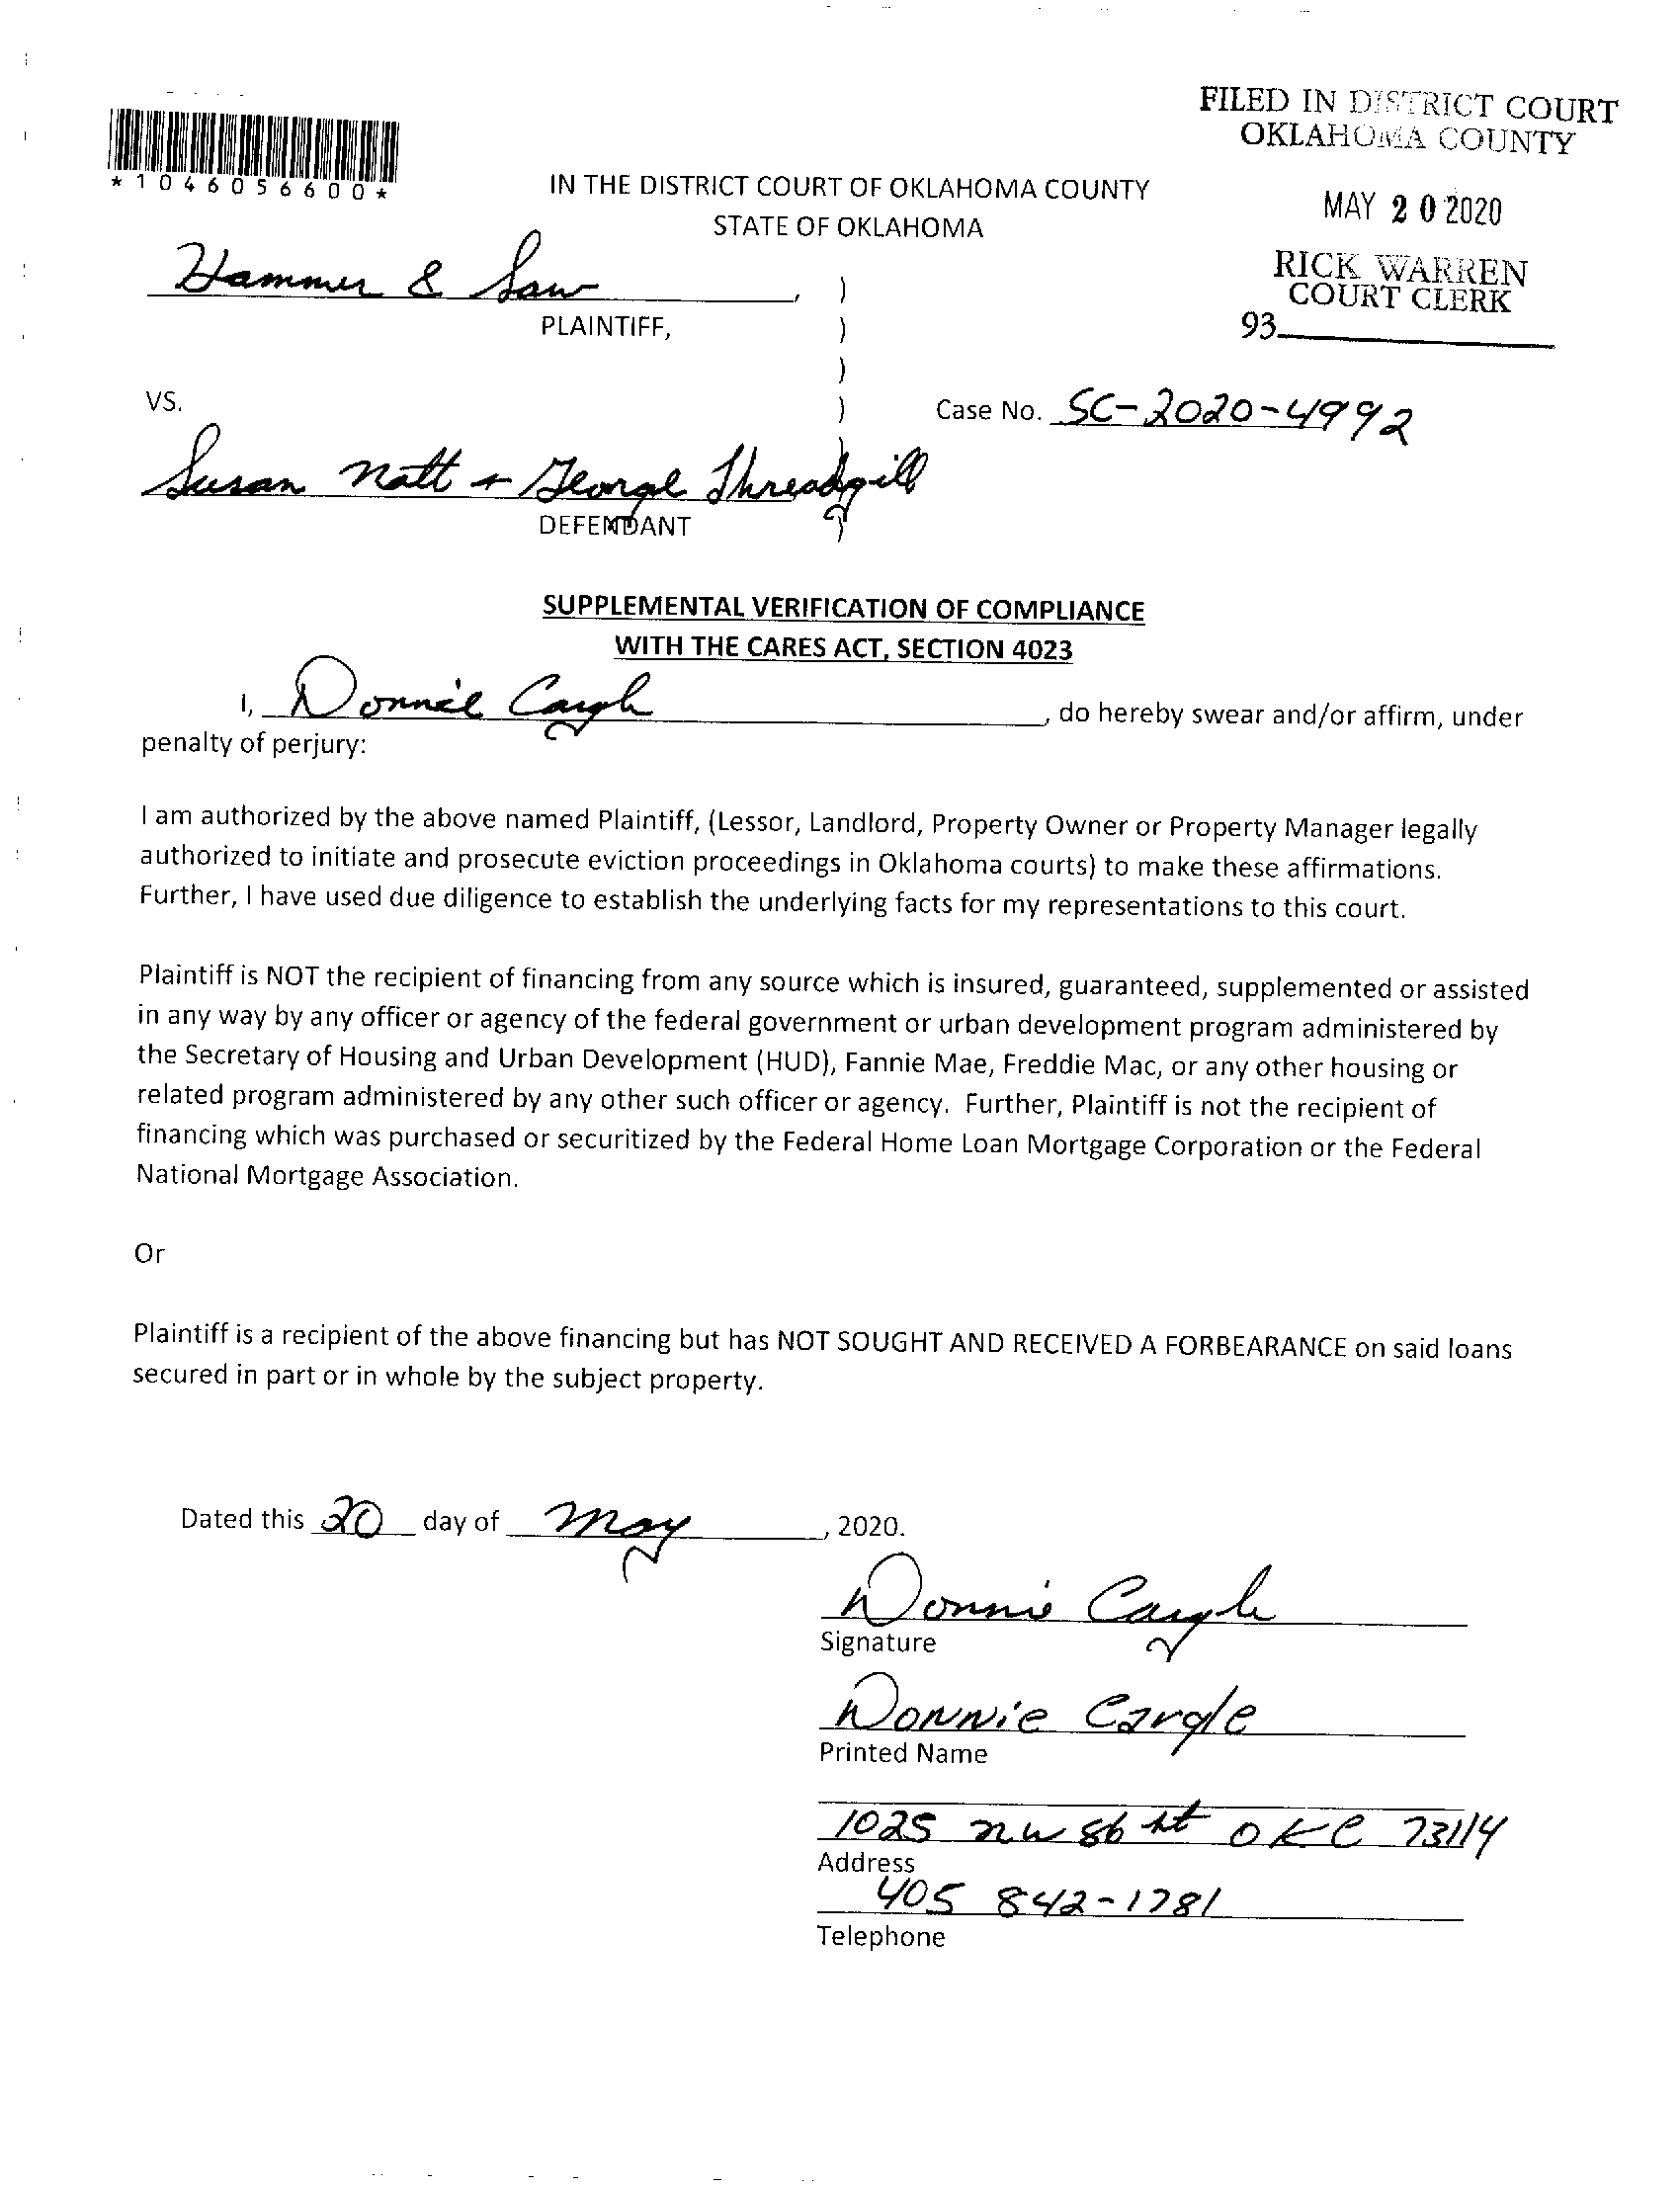 FILED IN DISTRICT COURT
OKLAHOMA COUNTY
MAY 20 2020
RICK WARREN
COURT CLERK
93
*1046056600*
IN THE DISTRICT COURT OF OKLAHOMA COUNTY
STATE OF OKLAHOMA
Hammer & Saw,
PLAINTIFF,
VS.
Case No. SC-2020-4992
Susan Natt + George Threadgill
DEFENDANT
SUPPLEMENTAL VERIFICATION OF COMPLIANCE
WITH THE CARES ACT, SECTION 4023
I, Donnie Cargle, do hereby swear and/or affirm, under
penalty of perjury:
I am authorized by the above named Plaintiff, (Lessor, Landlord, Property Owner or Property Manager legally
authorized to initiate and prosecute eviction proceedings in Oklahoma courts) to make these affirmations.
Further, I have used due diligence to establish the underlying facts for my representations to this court.
Plaintiff is NOT the recipient of financing from any source which is insured, guaranteed, supplemented or assisted
in any way by any officer or agency of the federal government or urban development program administered by
the Secretary of Housing and Urban Development (HUD), Fannie Mae, Freddie Mac, or any other housing or
related program administered by any other such officer or agency. Further, Plaintiff is not the recipient of
financing which was purchased or securitized by the Federal Home Loan Mortgage Corporation or the Federal
National Mortgage Association.
Or
Plaintiff is a recipient of the above financing but has NOT SOUGHT AND RECEIVED A FORBEARANCE on said loans
secured in part or in whole by the subject property.
Dated this 20 day of May, 2020.
Donnie Cargle
Signature
Donnie Cargle
Printed Name
1025 NW 86 St OKC 73114
Address
405 842-1781
Telephone